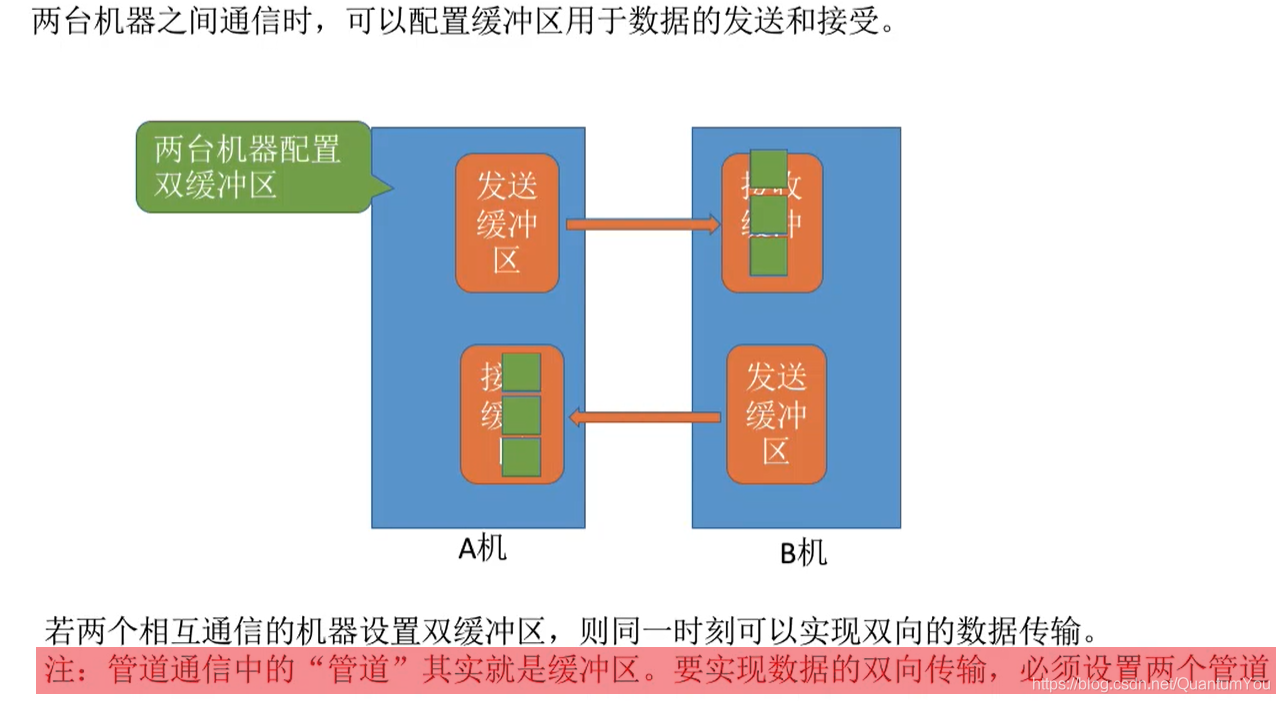 两台机器之间通信时，可以配置缓冲区用于数据的发送和接受。
两台机器配置
双缓冲区
发送
缓冲
区
收
冲
接
缓
发送
缓冲
区
A机
B机
若两个相互通信的机器设置双缓冲区，则同一时刻可以实现双向的数据传输。
注：管道通信中的“管道”其实就是缓冲区。要实现数据的双向传输，必须设置两个管道
https://blog.csdn.net/QuantumYou